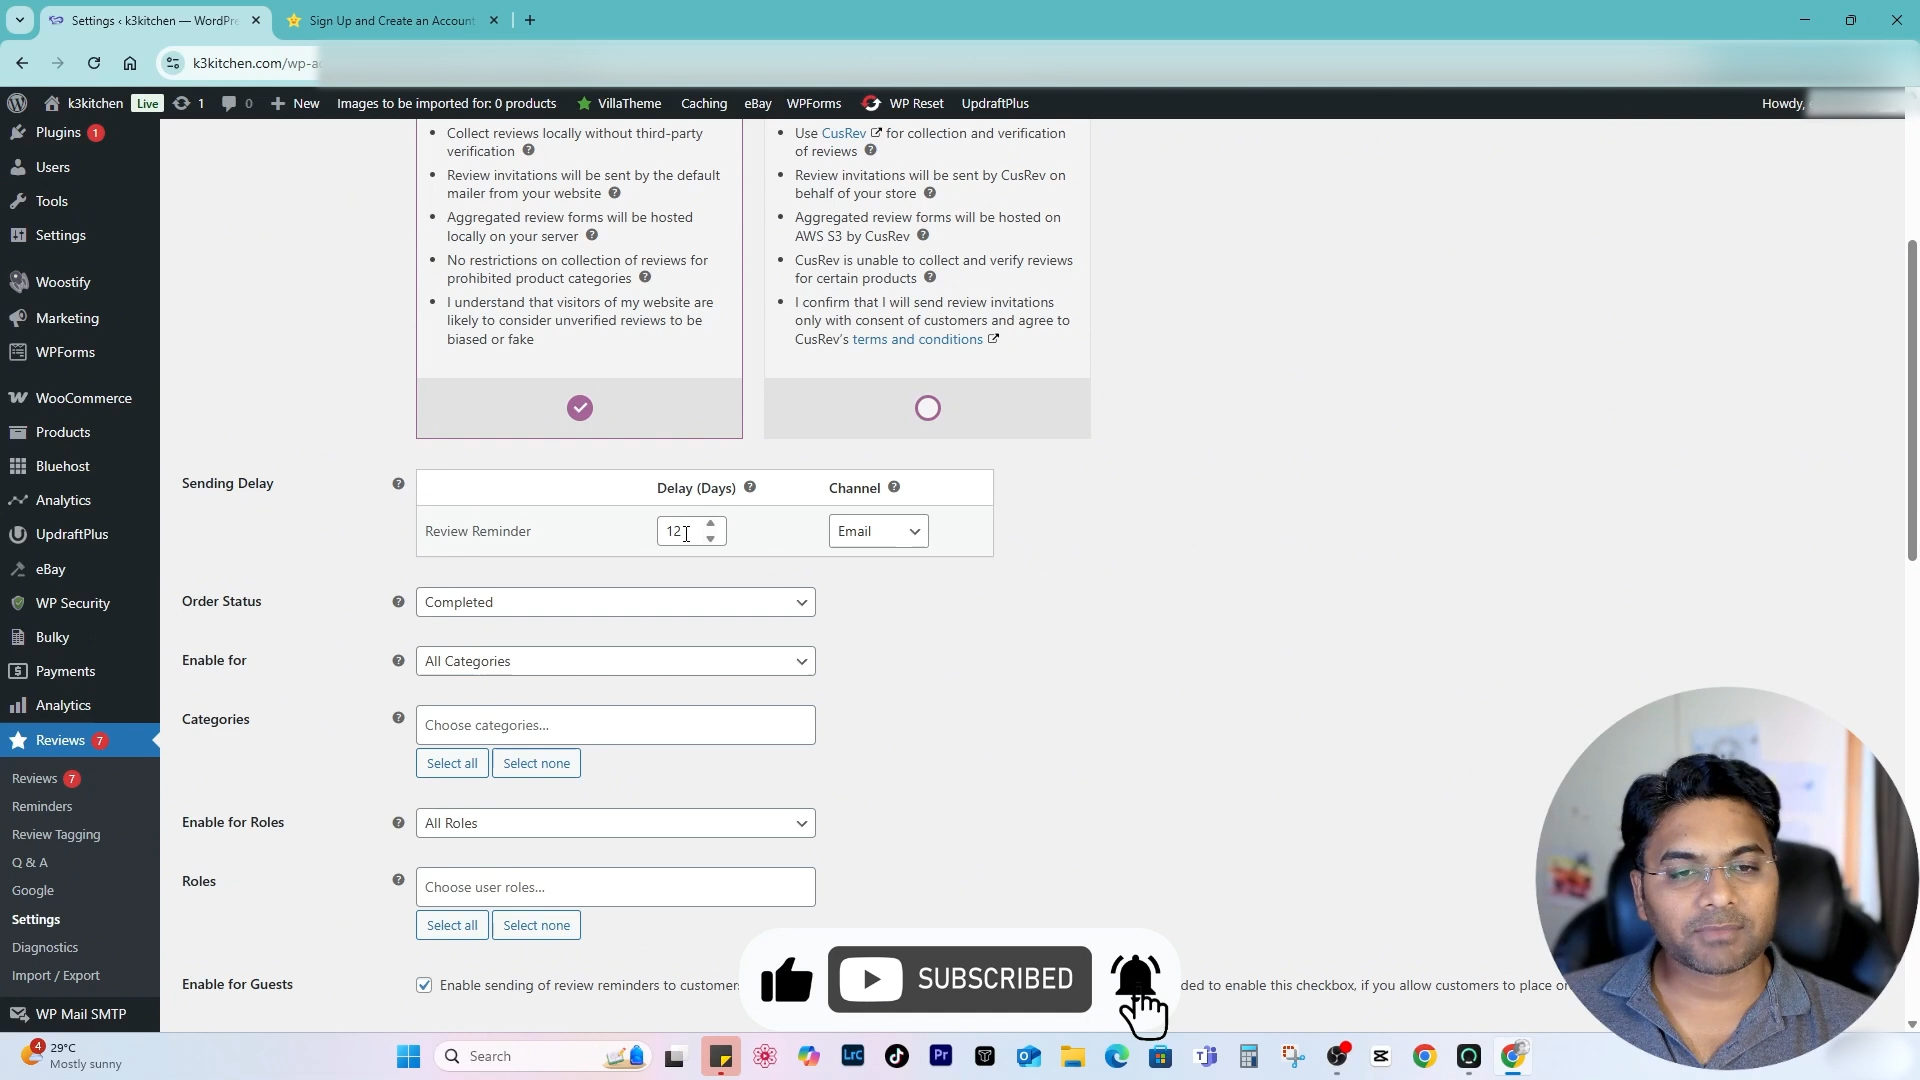 Settings ‹ k3kitchen — WordPre
Sign Up and Create an Account
k3kitchen.com/wp-a
k3kitchen
Live
1
0
New
Images to be imported for: 0 products
VillaTheme
Caching
eBay
WPForms
WP Reset
UpdraftPlus
Howdy,
Plugins 1
Users
Tools
Settings
Woostify
Marketing
WPForms
WooCommerce
Products
Bluehost
Analytics
UpdraftPlus
eBay
WP Security
Bulky
Payments
Analytics
Reviews 7
Reviews 7
Reminders
Review Tagging
Q & A
Google
Settings
Diagnostics
Import / Export
WP Mail SMTP
Collect reviews locally without third-party
verification
Review invitations will be sent by the default
mailer from your website
Aggregated review forms will be hosted
locally on your server
No restrictions on collection of reviews for
prohibited product categories
I understand that visitors of my website are
likely to consider unverified reviews to be
biased or fake
Use CusRev for collection and verification
of reviews
Review invitations will be sent by CusRev on
behalf of your store
Aggregated review forms will be hosted on
AWS S3 by CusRev
CusRev is unable to collect and verify reviews
for certain products
I confirm that I will send review invitations
only with consent of customers and agree to
CusRev's terms and conditions
Sending Delay
Delay (Days)
Channel
Review Reminder
12
Email
Order Status
Completed
Enable for
All Categories
Categories
Choose categories...
Select all
Select none
Enable for Roles
All Roles
Roles
Choose user roles...
Select all
Select none
Enable for Guests
Enable sending of review reminders to customers
ded to enable this checkbox, if you allow customers to place or
SUBSCRIBED
4
29°C
Mostly sunny
Search
LrC
Pr